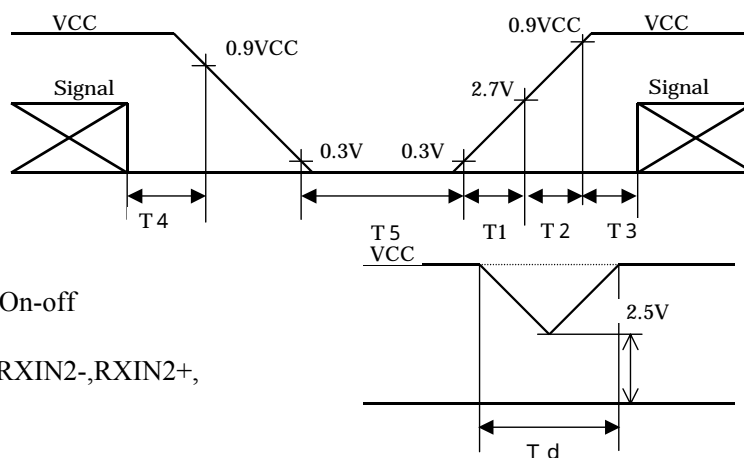 VCC
VCC
0.9VCC
0.9VCC
2.7V
Signal
Signal
0.3V
0.3V
T4
T5
T1
T2
T3
VCC
On-off
2.5V
RXIN2-,RXIN2+,
Td